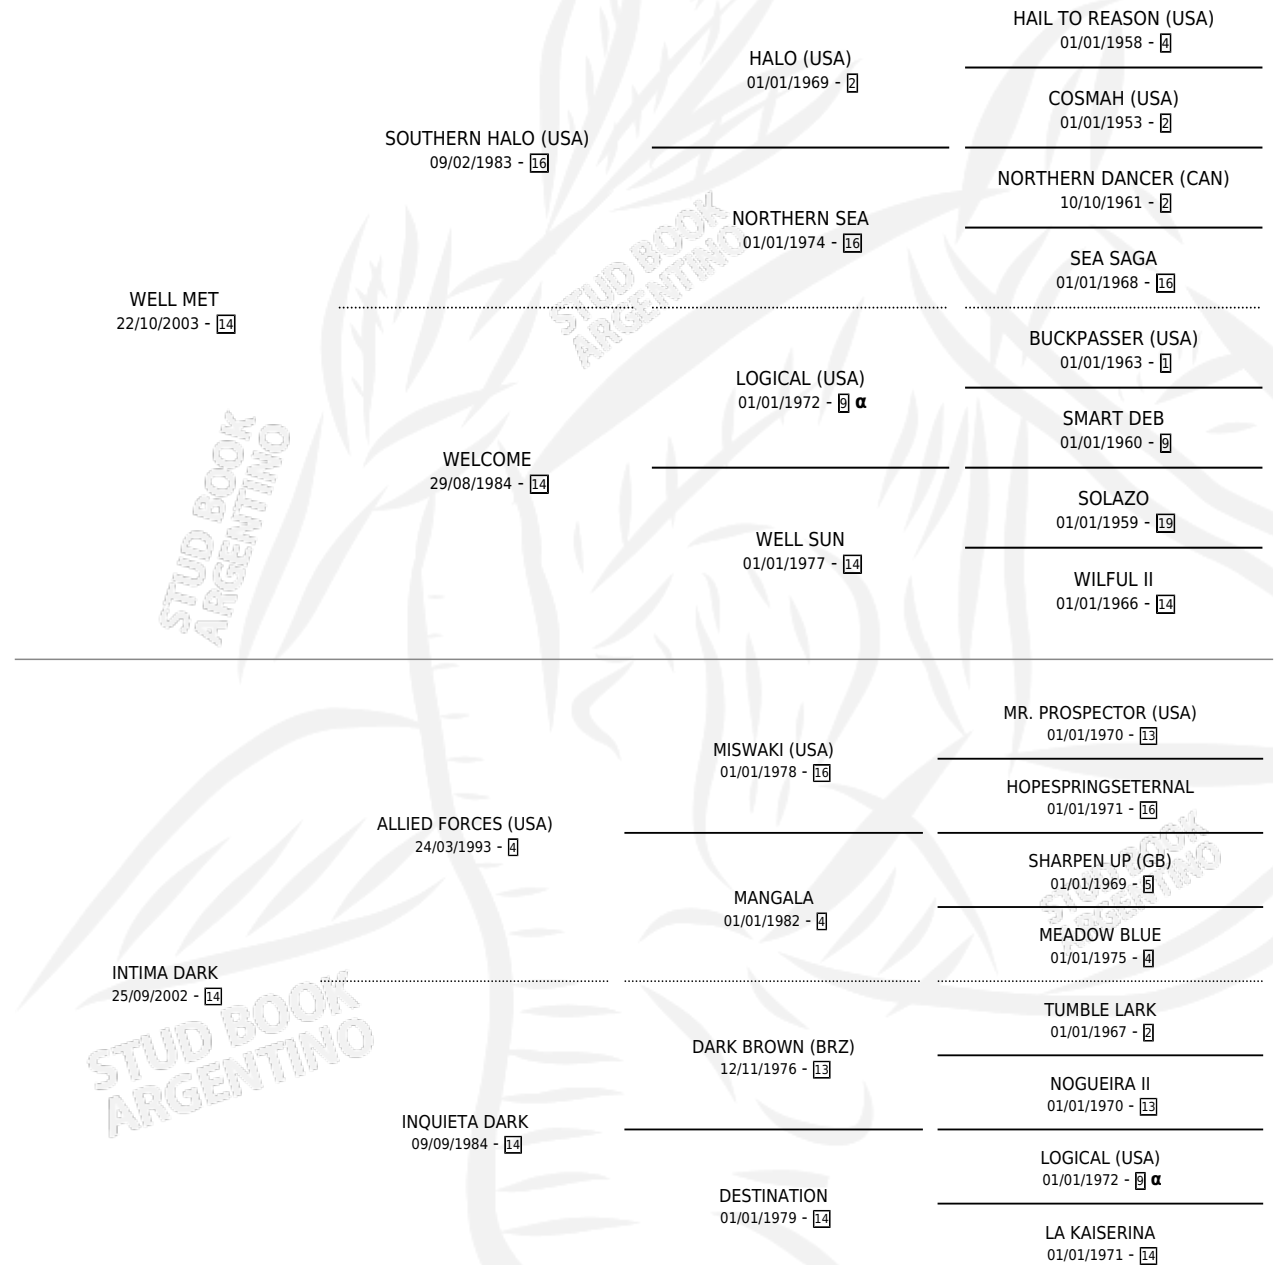 HAIL TO REASON (USA)
01/01/1958 - 4
HALO (USA)
01/01/1969 - 2
COSMAH (USA)
01/01/1953 - 2
SOUTHERN HALO (USA)
09/02/1983 - 16
NORTHERN DANCER (CAN)
10/10/1961 - 2
NORTHERN SEA
01/01/1974 - 16
SEA SAGA
01/01/1968 - 16
STUD BOOK
ARGENTINO
WELL MET
22/10/2003 - 14
BUCKPASSER (USA)
01/01/1963 - 1
LOGICAL (USA)
01/01/1972 - 9 α
SMART DEB
01/01/1960 - 9
WELCOME
29/08/1984 - 14
SOLAZO
01/01/1959 - 19
WELL SUN
01/01/1977 - 14
WILFUL II
01/01/1966 - 14
STUD BOOK
ARGENTINO
MR. PROSPECTOR (USA)
01/01/1970 - 13
MISWAKI (USA)
01/01/1978 - 16
HOPESPRINGSETERNAL
01/01/1971 - 16
ALLIED FORCES (USA)
24/03/1993 - 4
SHARPEN UP (GB)
01/01/1969 - 5
MANGALA
01/01/1982 - 4
MEADOW BLUE
01/01/1975 - 4
STUD BOOK
ARGENTINO
INTIMA DARK
25/09/2002 - 14
TUMBLE LARK
01/01/1967 - 2
DARK BROWN (BRZ)
12/11/1976 - 13
NOGUEIRA II
01/01/1970 - 13
STUD BOOK
ARGENTINO
INQUIETA DARK
09/09/1984 - 14
LOGICAL (USA)
01/01/1972 - 9 α
DESTINATION
01/01/1979 - 14
LA KAISERINA
01/01/1971 - 14